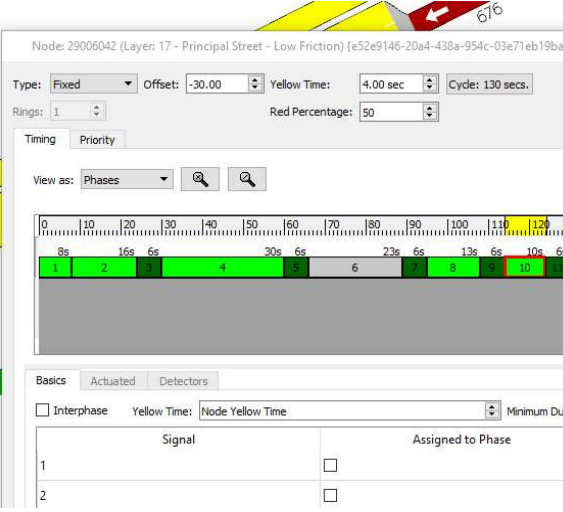 676
Node: 29006042 (Layer: 17 - Principal Street - Low Friction) {e52e9146-20a4-438a-954c-03e71eb19ba
Type: Fixed Offset: -30.00 Yellow Time: 4.00 sec Cycle: 130 secs.
Rings: 1 Red Percentage: 50
Timing Priority
View as: Phases
0 10 20 30 40 50 60 70 80 90 100 110 120
8s 16s 6s 30s 6s 23s 6s 13s 6s 10s 6s
1 2 3 4 5 6 7 8 9 10 11
Basics Actuated Detectors
Interphase Yellow Time: Node Yellow Time Minimum Du
Signal Assigned to Phase
1
2